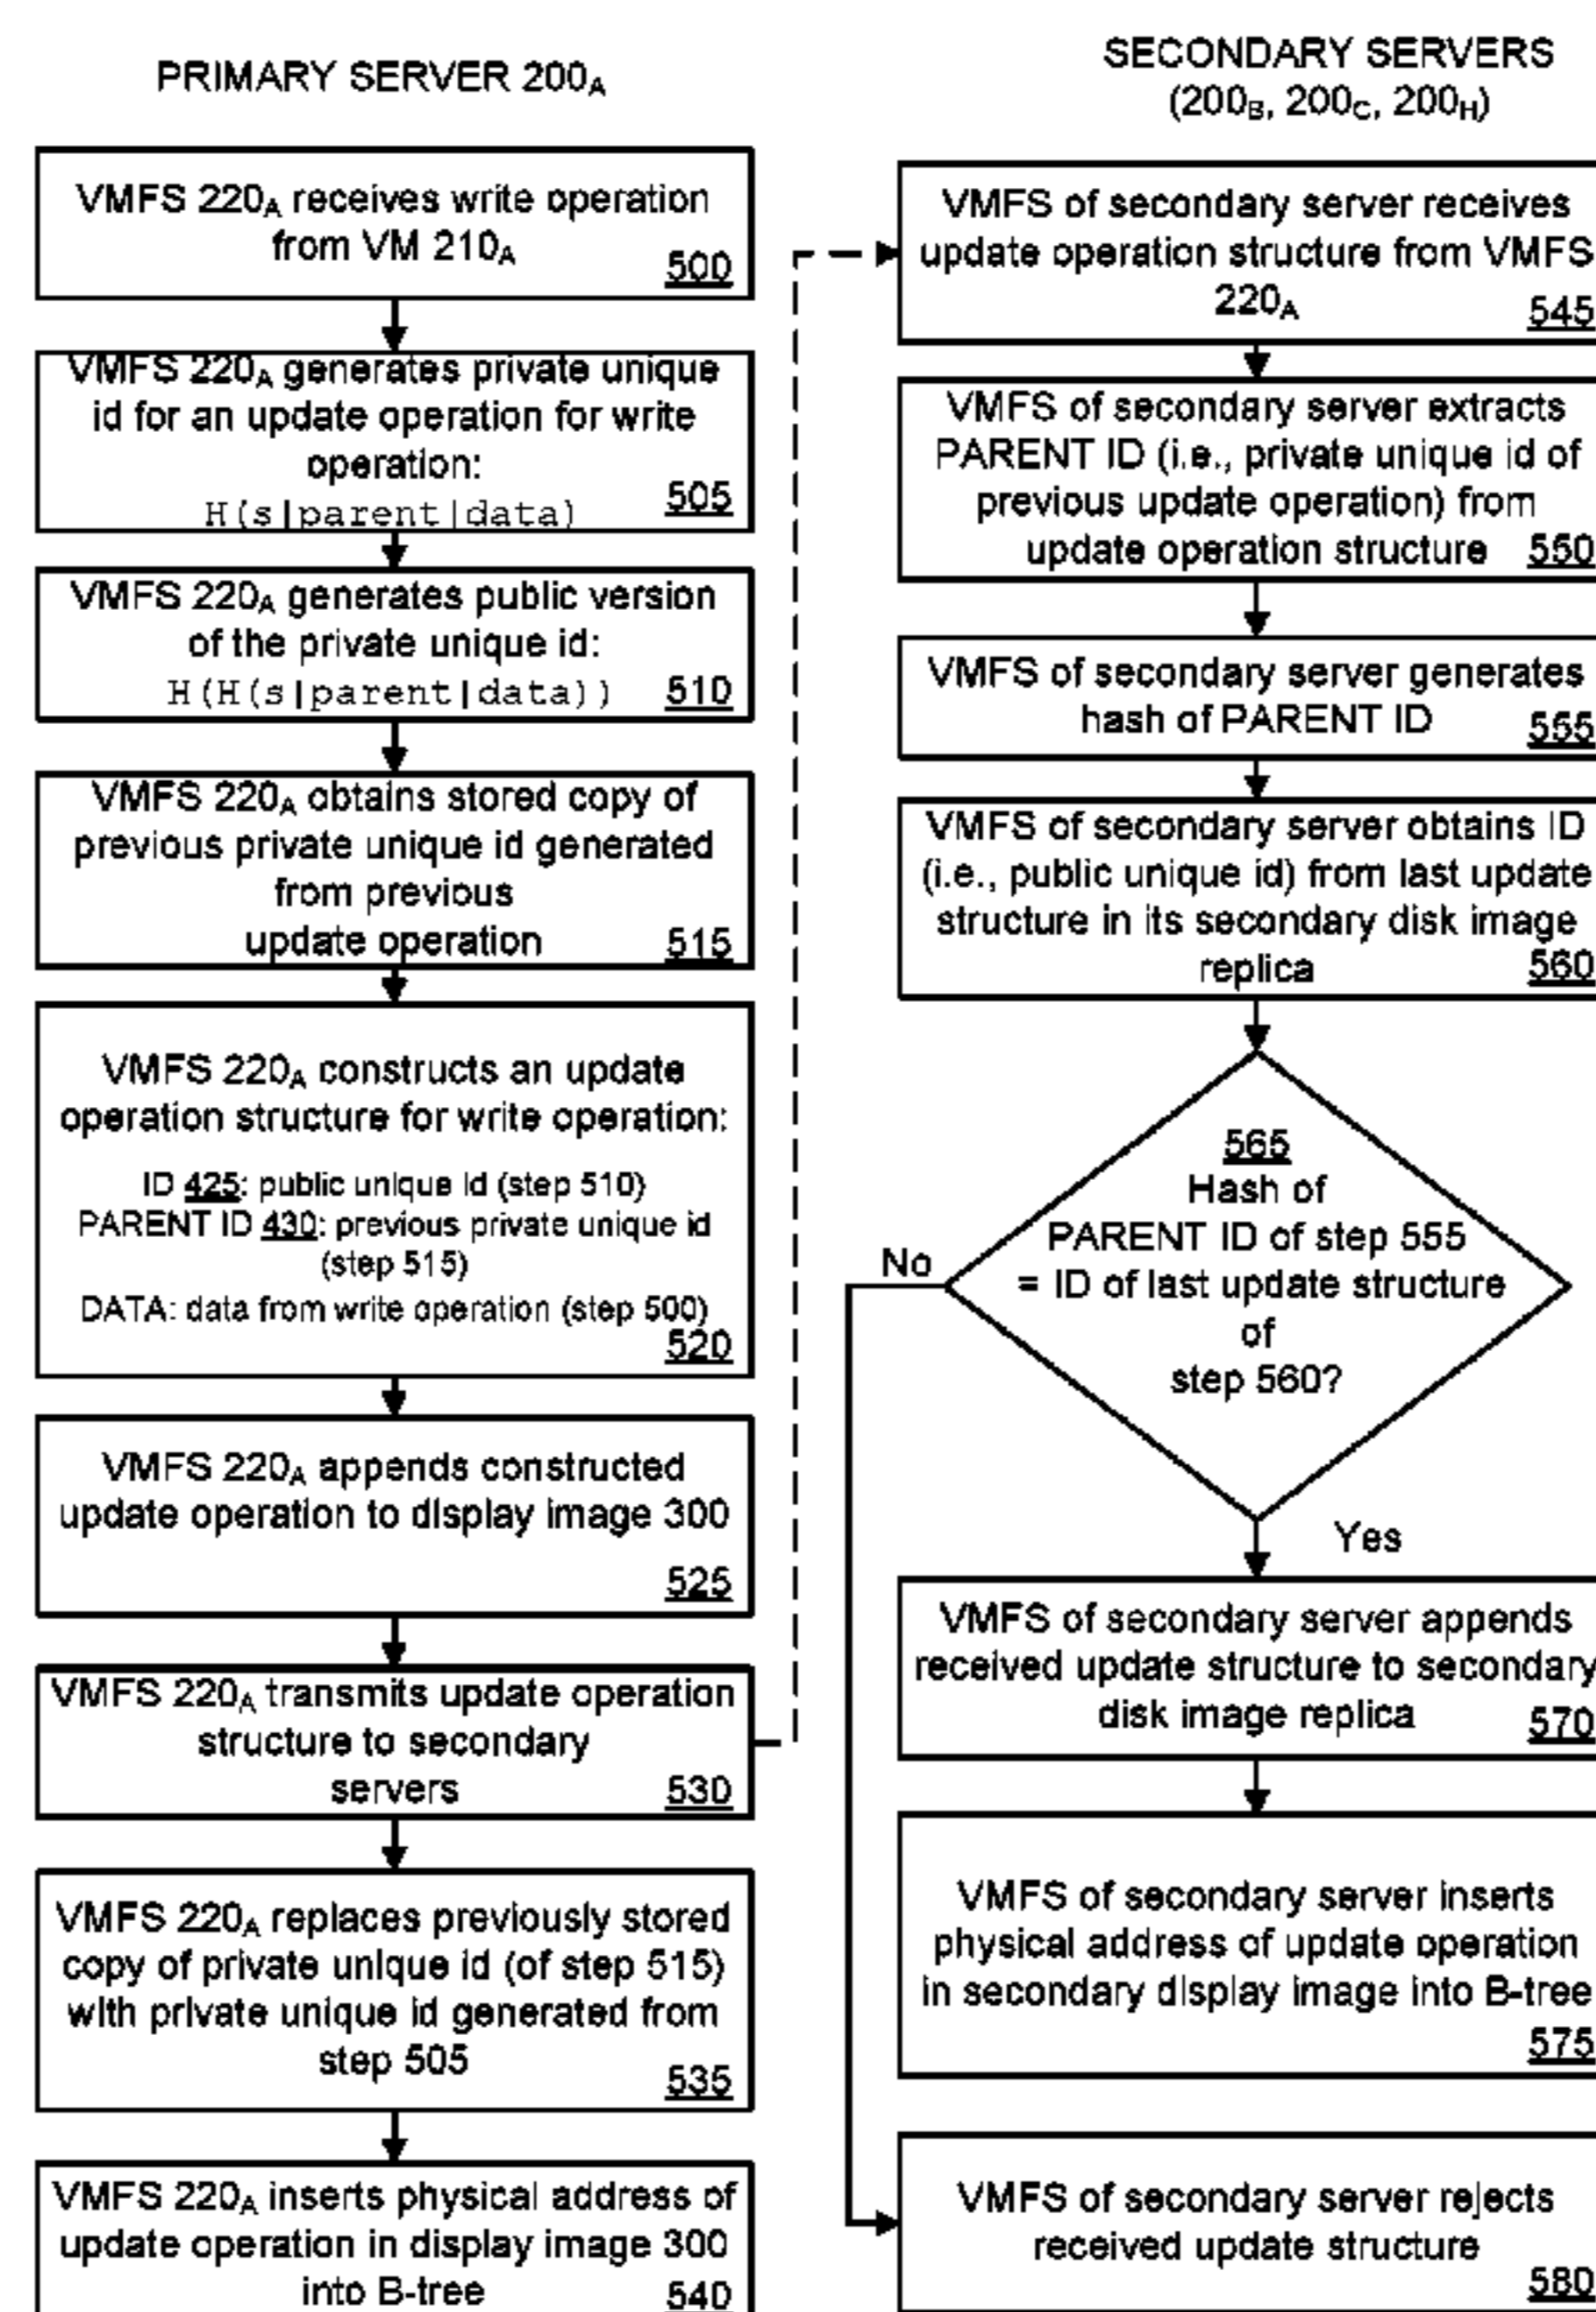 PRIMARY SERVER 200A
VMFS 220A receives write operation
from VM 210A
500
VMFS 220A generates private unique
id for an update operation for write
operation:
505
H(s|parent|data)
VMFS 220A generates public version
of the private unique id:
H(H(s|parent|data))
510
VMFS 220A obtains stored copy of
previous private unique id generated
from previous
update operation
515
VMFS 220A constructs an update
operation structure for write operation:
ID 425: public unique id (step 510)
PARENT ID 430: previous private unique id
(step 515)
DATA: data from write operation (step 500)
520
VMFS 220A appends constructed
update operation to display image 300
525
VMFS 220A transmits update operation
structure to secondary
servers
530
VMFS 220A replaces previously stored
copy of private unique id (of step 515)
with private unique id generated from
step 505
535
VMFS 220A inserts physical address of
update operation in display image 300
into B-tree
540
SECONDARY SERVERS
(200B, 200C, 200H)
VMFS of secondary server receives
update operation structure from VMFS
220A
545
VMFS of secondary server extracts
PARENT ID (i.e., private unique id of
previous update operation) from
update operation structure
550
VMFS of secondary server generates
hash of PARENT ID
555
VMFS of secondary server obtains ID
(i.e., public unique id) from last update
structure in its secondary disk image
replica
560
565
Hash of
PARENT ID of step 555
= ID of last update structure
of
step 560?
No
Yes
VMFS of secondary server appends
received update structure to secondary
disk image replica
570
VMFS of secondary server inserts
physical address of update operation
in secondary display image into B-tree
575
VMFS of secondary server rejects
received update structure
580